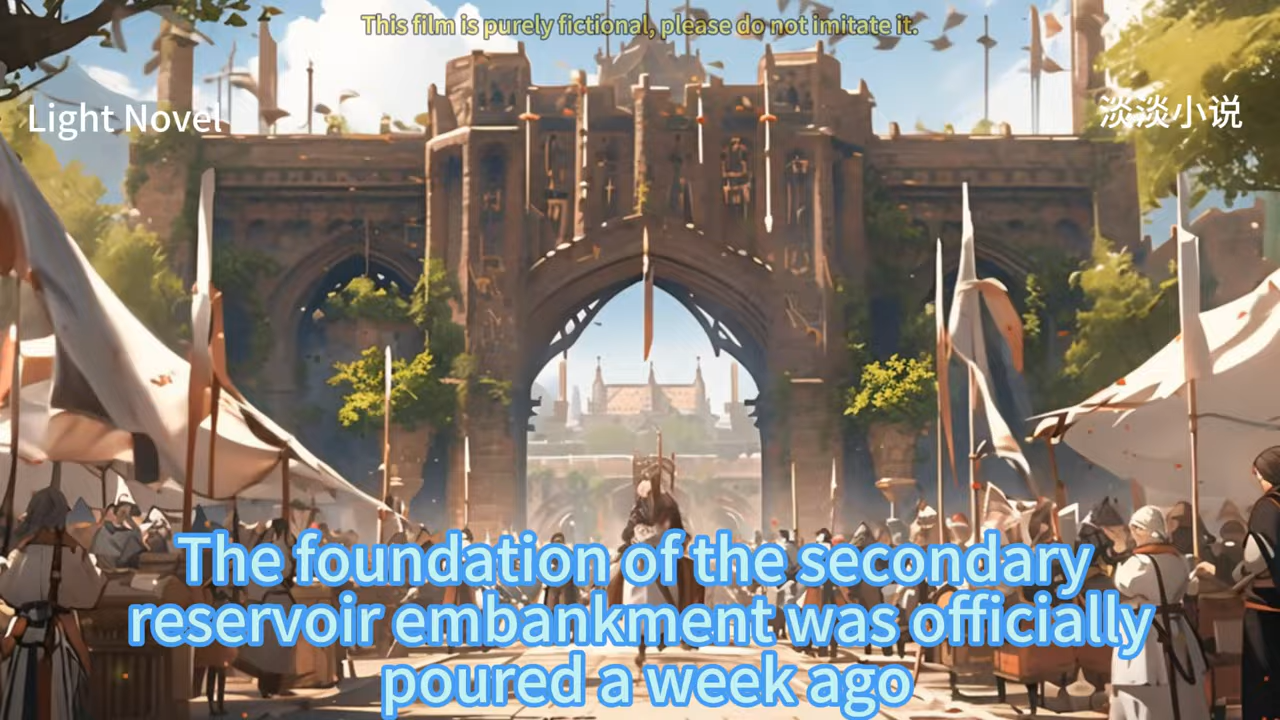 This film is purely fictional, please do not imitate it.
Light Novel
淡淡小说
The foundation of the secondary
reservoir embankment was officially
poured a week ago